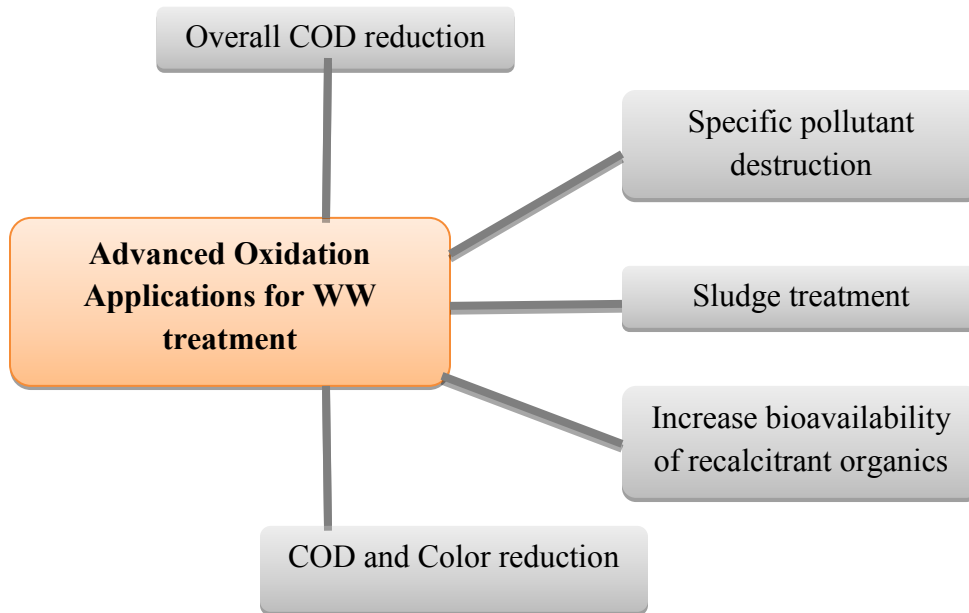 Overall COD reduction
Specific pollutant
destruction
Advanced Oxidation
Applications for WW
treatment
Sludge treatment
Increase bioavailability
of recalcitrant organics
COD and Color reduction